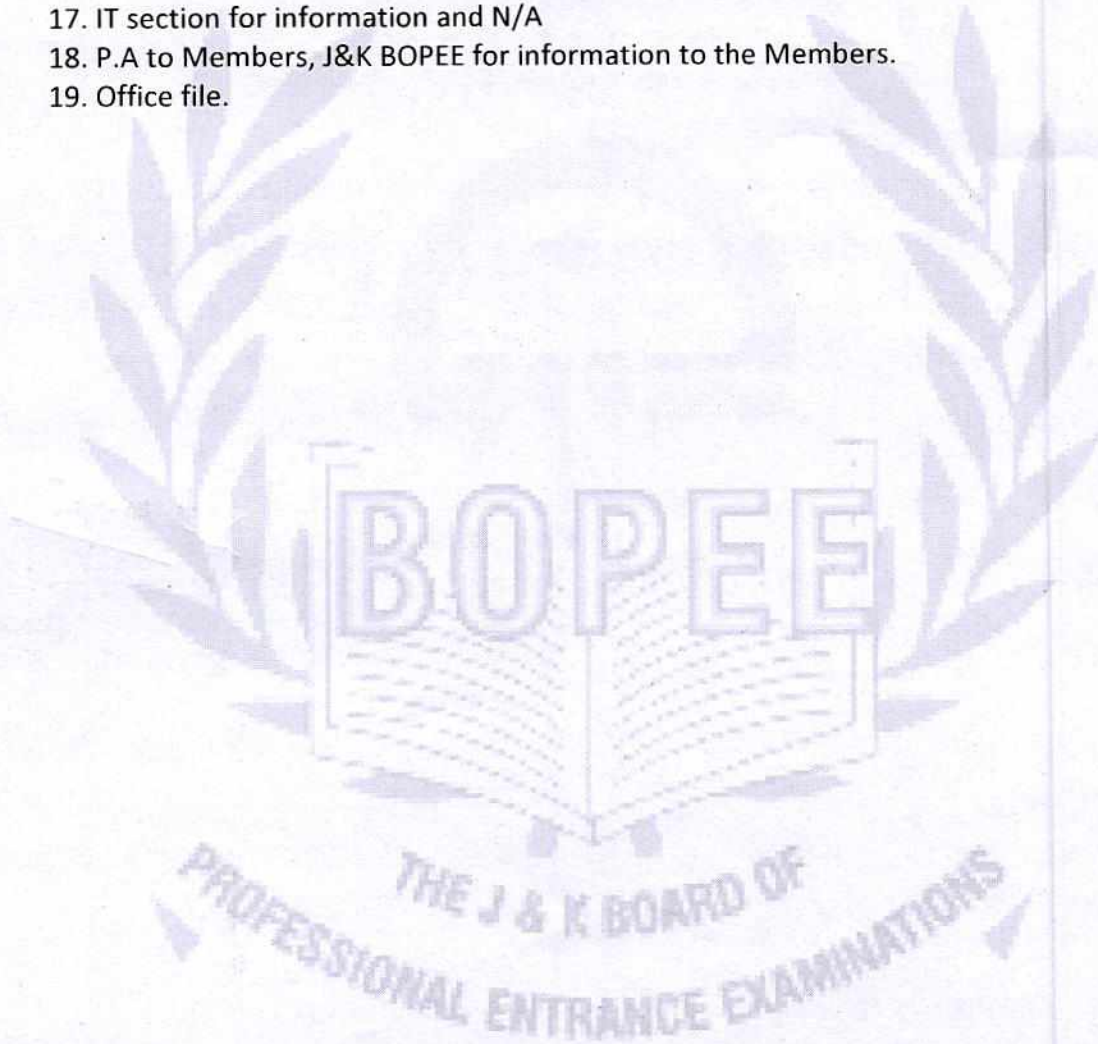 17. IT section for information and N/A
18. P.A to Members, J&K BOPEE for information to the Members.
19. Office file.
BOPEE
THE J & K BOARD OF
PROFESSIONAL ENTRANCE EXAMINATIONS